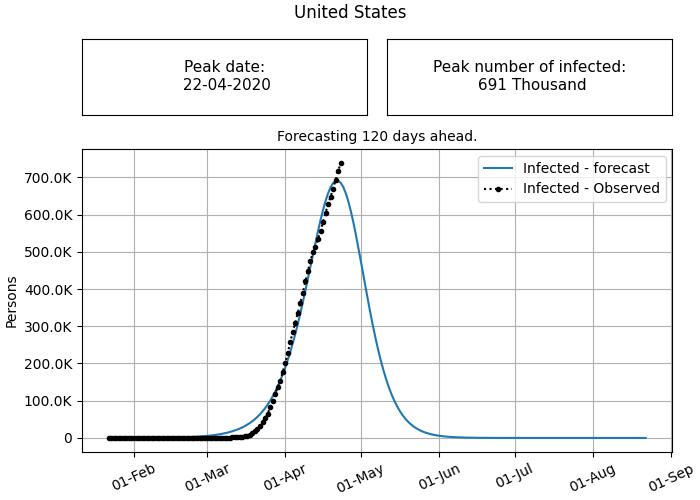 United States
Peak date:
22-04-2020
Peak number of infected:
691 Thousand
Forecasting 120 days ahead.
Infected - forecast
Infected - Observed
Persons
700.0K
600.0K
500.0K
400.0K
300.0K
200.0K
100.0K
0
01-Feb
01-Mar
01-Apr
01-May
01-Jun
01-Jul
01-Aug
01-Sep